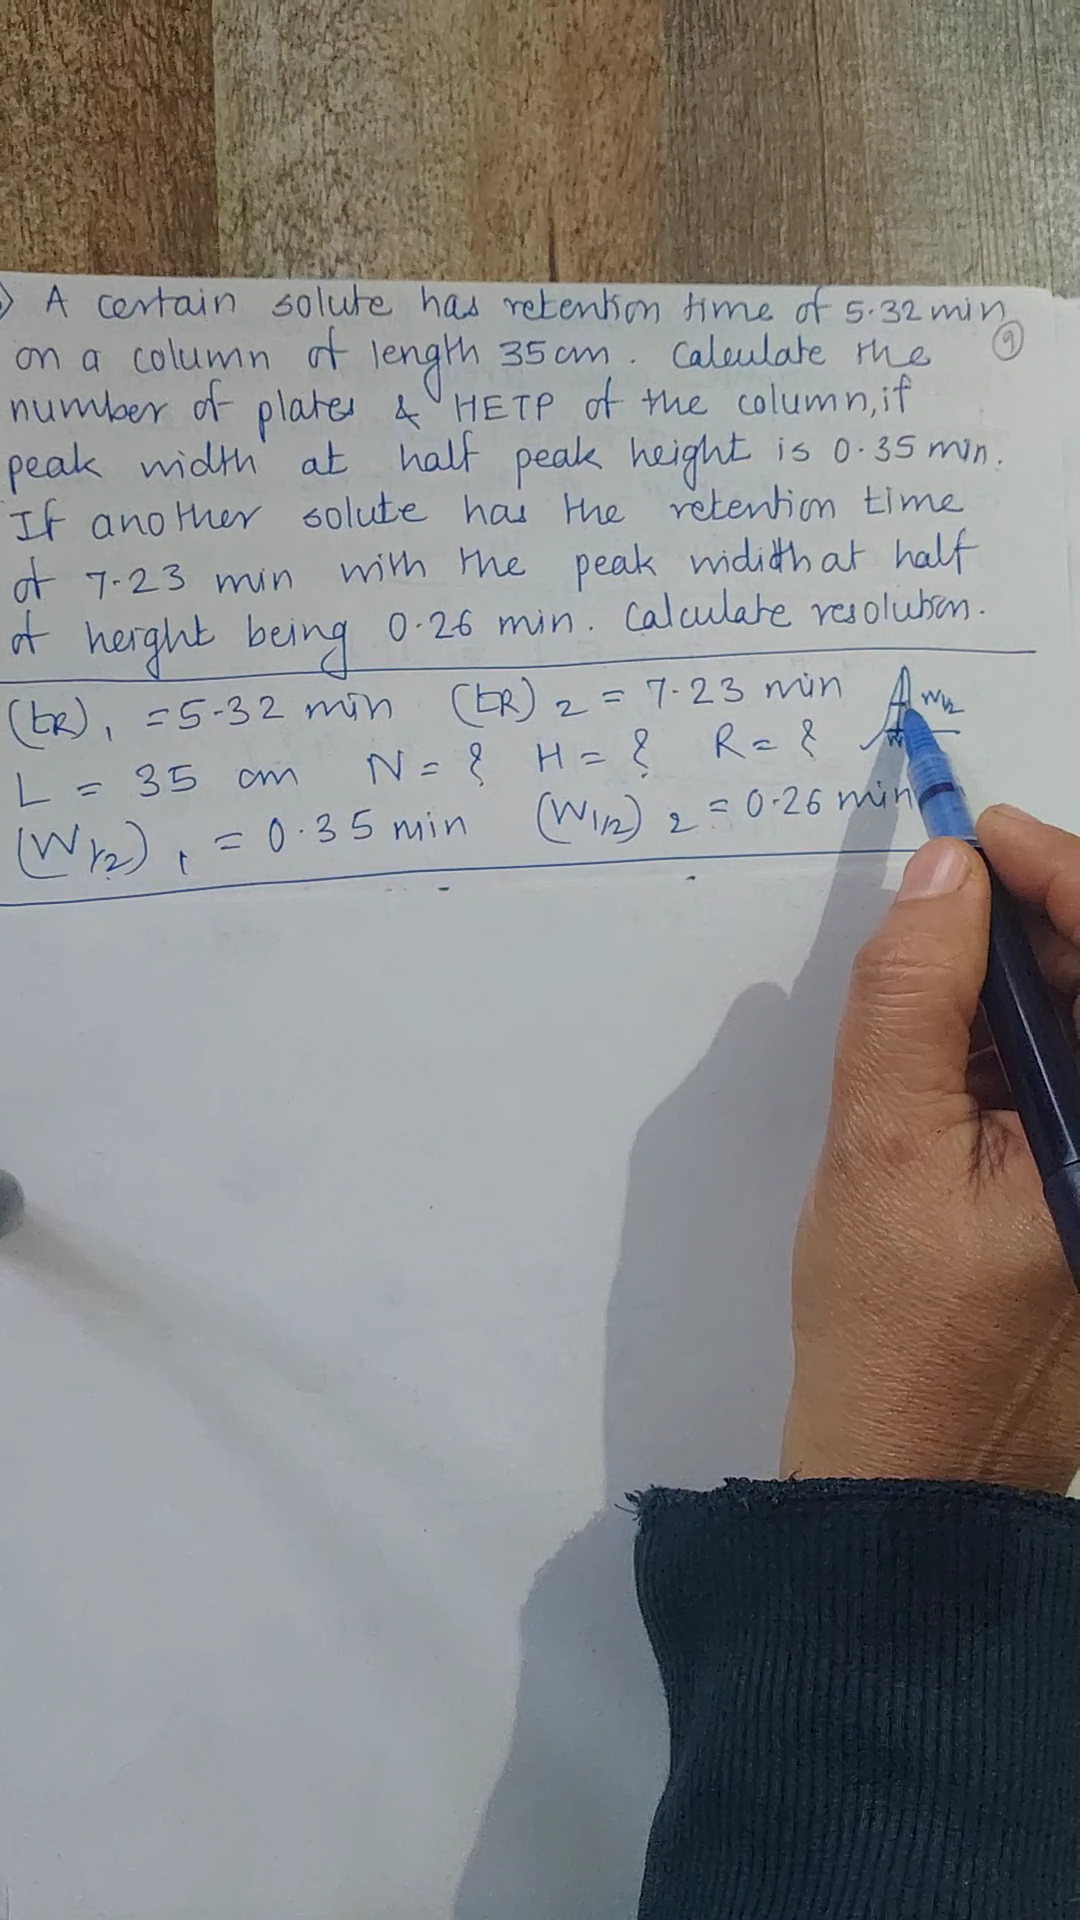 A certain solute has retention time of 5.32 min
on a column of length 35 cm. Calculate the 9
number of plates & HETP of the column, if
peak width at half peak height is 0.35 min.
If another solute has the retention time
of 7.23 min with the peak wididth at half
of height being 0.26 min. Calculate resolution.
(tR)1 = 5.32 min (tR)2 = 7.23 min W1/2
L = 35 cm N = ? H = ? R = ? W
(W1/2)1 = 0.35 min (W1/2)2 = 0.26 min